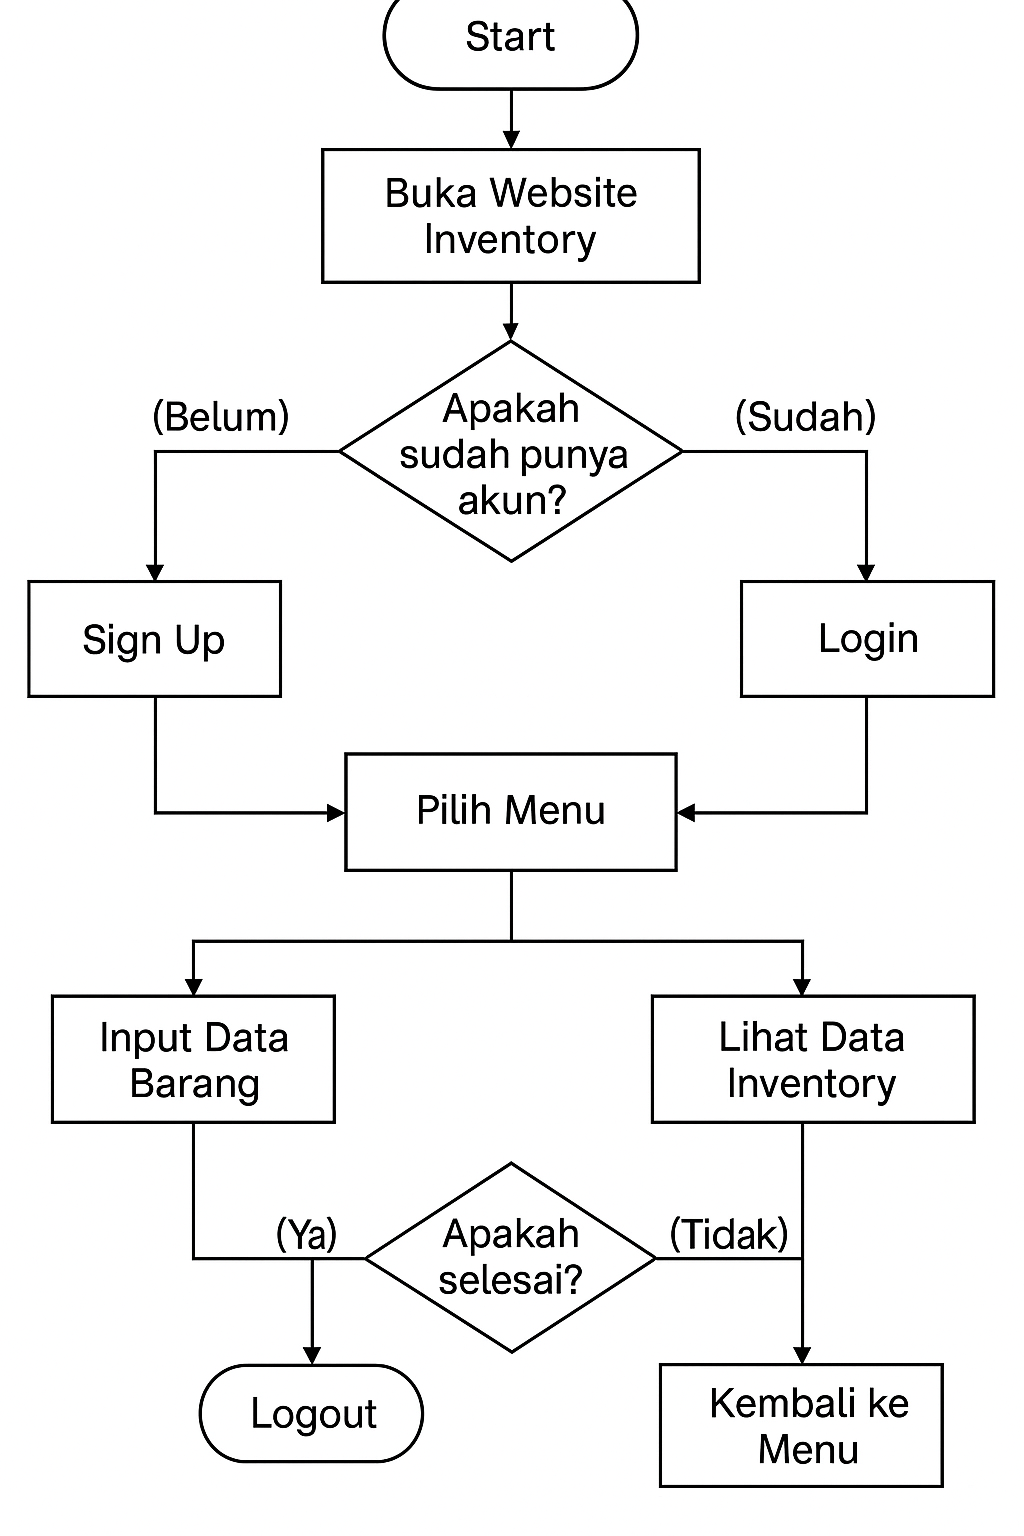 Start
Buka Website
Inventory
Apakah
sudah punya
akun?
(Belum)
(Sudah)
Sign Up
Login
Pilih Menu
Input Data
Barang
Lihat Data
Inventory
Apakah
selesai?
(Ya)
(Tidak)
Logout
Kembali ke
Menu